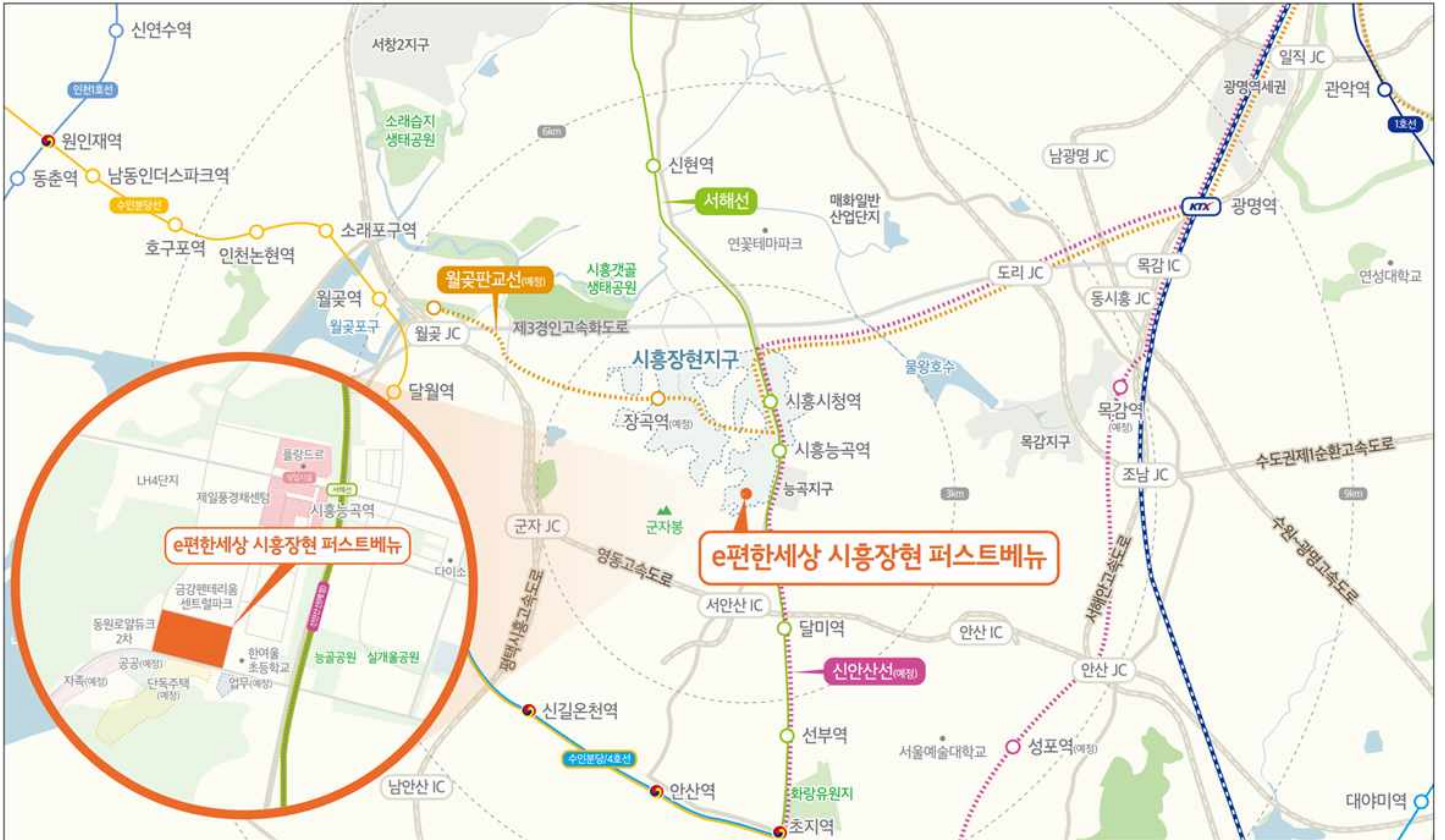 신연수역
서창2지구
일직 JC
인천1호선
광명역세권
관악역
소래습지
생태공원
6km
1호선
원인재역
남광명 JC
신현역
동춘역
남동인더스파크역
서해선
매화일반
산업단지
KTX
광명역
수인분당선
소래포구역
연꽃테마파크
호구포역
인천논현역
월곶판교선(예정)
시흥갯골
생태공원
도리 JC
목감 IC
연성대학교
월곶역
동시흥 JC
월곶포구
월곶 JC
제3경인고속화도로
시흥장현지구
물왕호수
달월역
장곡역(예정)
시흥시청역
목감역
(예정)
목감지구
시흥능곡역
수도권제1순환고속도로
플랑드르
LH4단지
조남 JC
능곡지구
서해선
제일풍경채센텀
3km
9km
시흥능곡역
군자봉
군자 JC
e편한세상 시흥장현 퍼스트베뉴
e편한세상 시흥장현 퍼스트베뉴
영동고속도로
수원~광명고속도로
다이소
서해안고속도로
금강펜테리움
센트럴파크
서안산 IC
동원로얄듀크
2차
신안산선(예정)
달미역
안산 IC
평택시흥고속도로
한여울
초등학교
능골공원
실개울공원
공공(예정)
신안산선(예정)
안산 JC
자족(예정)
단독주택
(예정)
업무(예정)
신길온천역
선부역
서울예술대학교
성포역(예정)
수인분당/4호선
남안산 IC
안산역
화랑유원지
대야미역
초지역